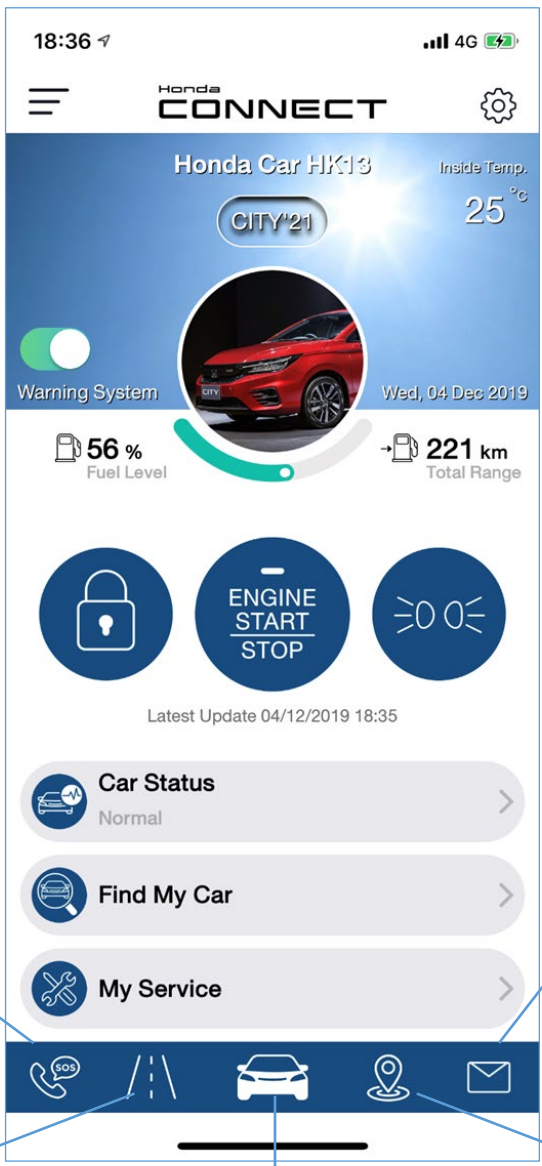 18:36
4G
Honda
CONNECT
Honda Car HK13
Inside Temp.
25 °C
CITY'21
CITY
Warning System
Wed, 04 Dec 2019
56 %
Fuel Level
221 km
Total Range
ENGINE
START
STOP
Latest Update 04/12/2019 18:35
Car Status
Normal
Find My Car
My Service
SOS